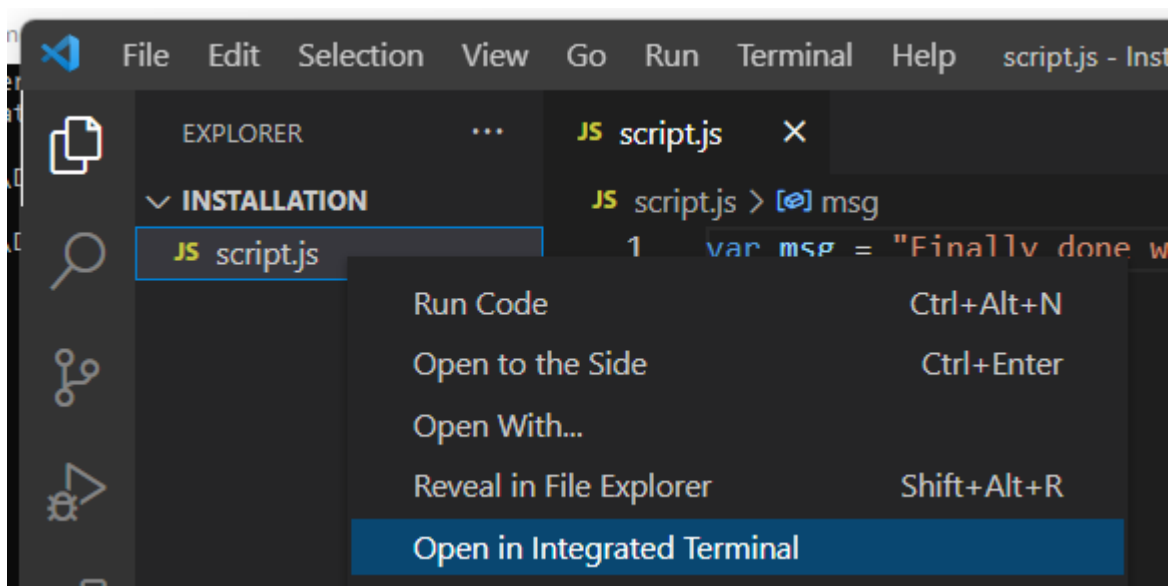 File Edit Selection View Go Run Terminal Help script.js - Inst
EXPLORER ...
JS script.js ×
INSTALLATION
JS script.js > msg
JS script.js
1 var msg = "Finally done w
Run Code Ctrl+Alt+N
Open to the Side Ctrl+Enter
Open With...
Reveal in File Explorer Shift+Alt+R
Open in Integrated Terminal